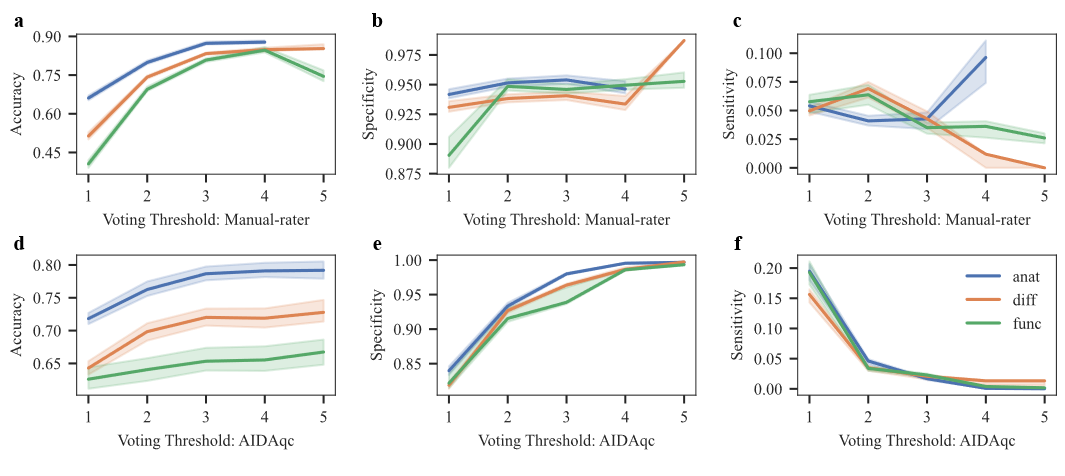 a
0.90
0.75
0.60
0.45
Accuracy
1 2 3 4 5
Voting Threshold: Manual-rater
b
0.975
0.950
0.925
0.900
0.875
Specificity
1 2 3 4 5
Voting Threshold: Manual-rater
c
0.100
0.075
0.050
0.025
0.000
Sensitivity
1 2 3 4 5
Voting Threshold: Manual-rater
d
0.80
0.75
0.70
0.65
Accuracy
1 2 3 4 5
Voting Threshold: AIDAqc
e
1.00
0.95
0.90
0.85
Specificity
1 2 3 4 5
Voting Threshold: AIDAqc
f
0.20
0.15
0.10
0.05
0.00
Sensitivity
anat
diff
func
1 2 3 4 5
Voting Threshold: AIDAqc